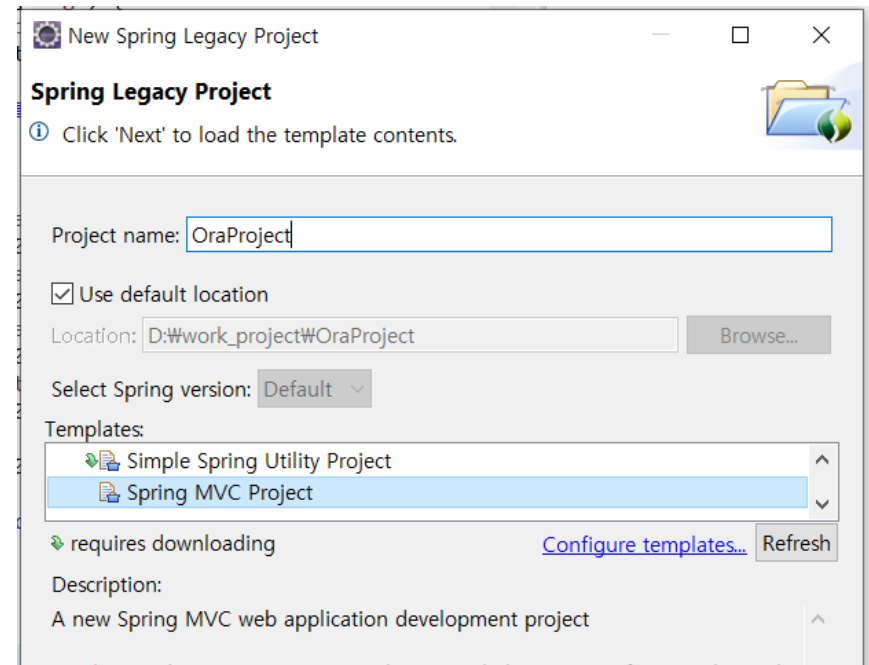 New Spring Legacy Project
Spring Legacy Project
Click 'Next' to load the template contents.
Project name: OraProject
Use default location
Location: D:₩work_project₩OraProject Browse...
Select Spring version: Default
Templates:
Simple Spring Utility Project
Spring MVC Project
requires downloading Configure templates... Refresh
Description:
A new Spring MVC web application development project